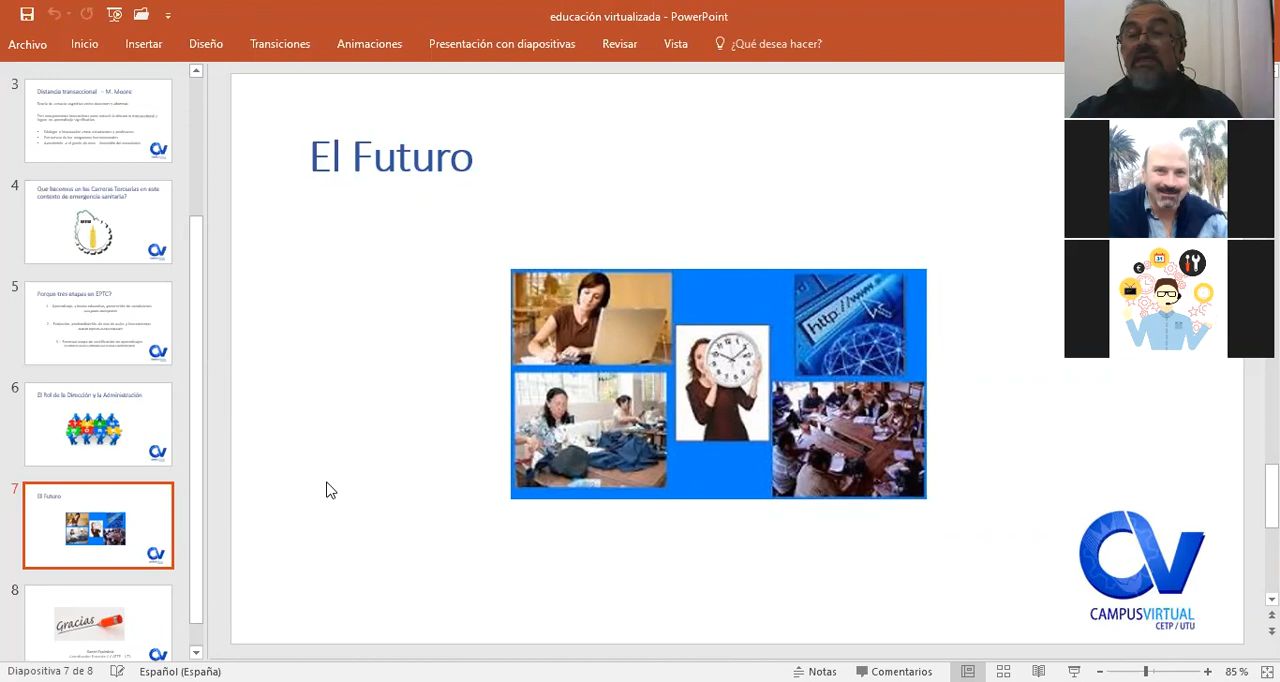 educación virtualizada - PowerPoint
Archivo Inicio Insertar Diseño Transiciones Animaciones Presentación con diapositivas Revisar Vista ¿Qué desea hacer?
3
Distancia transaccional – M. Moore
4
Que hacemos en las Carreras Terciarias en este
contexto de emergencia sanitaria?
5
Porque tres etapas en EPTC?
6
El Rol de la Dirección y la Administración
7
El Futuro
8
Gracias
El Futuro
http://www
CAMPUSVIRTUAL
CETP / UTU
Diapositiva 7 de 8 Español (España) Notas Comentarios 85 %